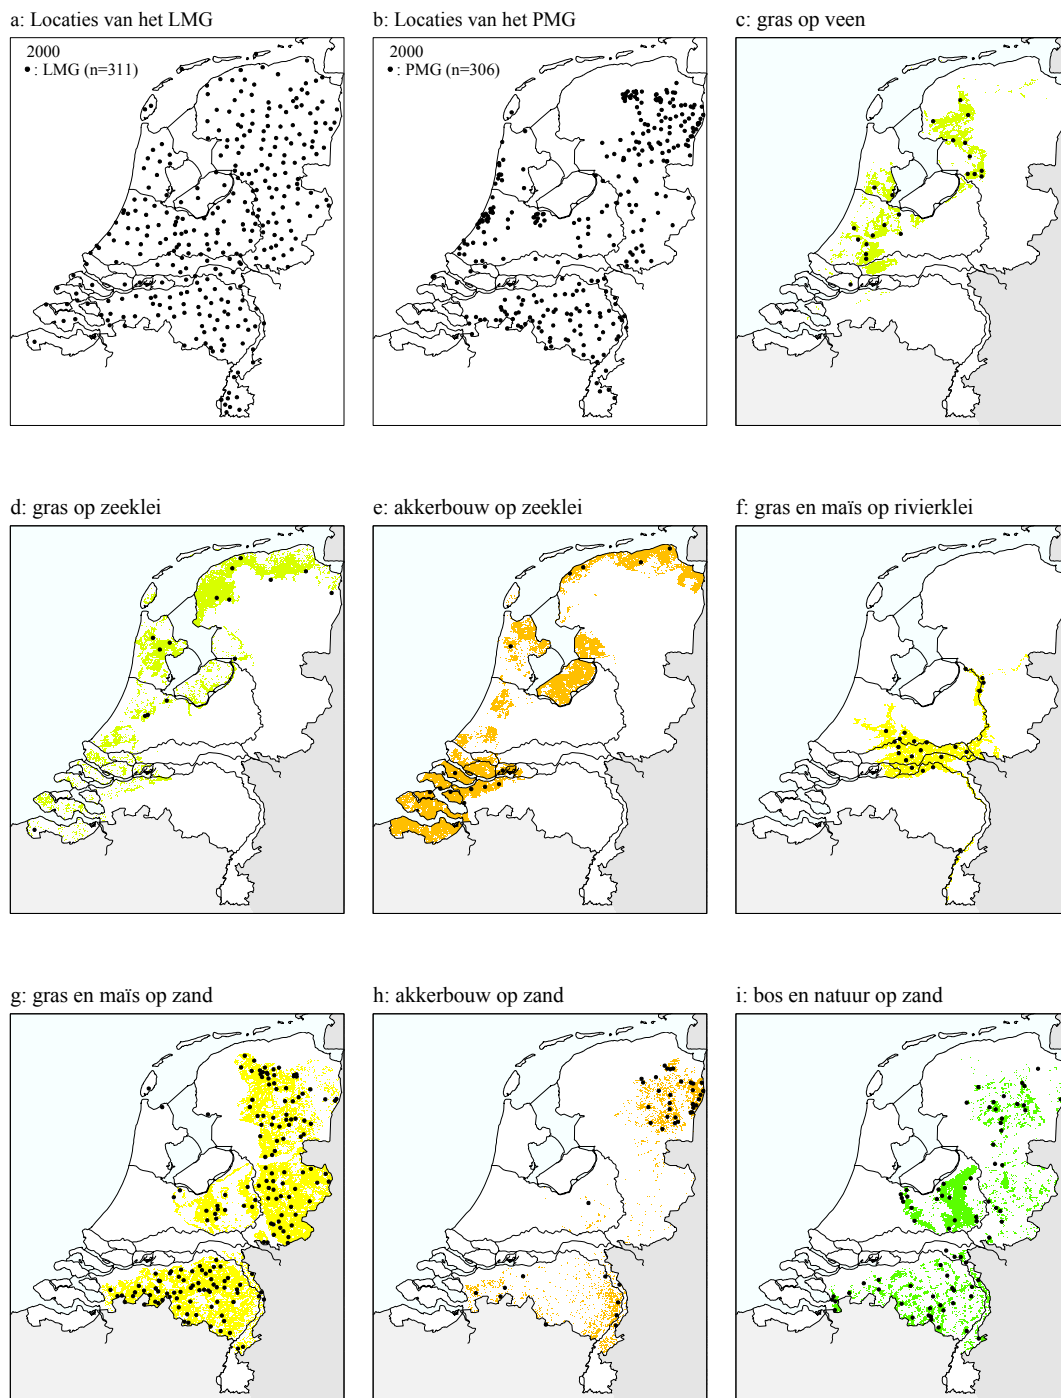 a: Locaties van het LMG
b: Locaties van het PMG
c: gras op veen
2000
• : LMG (n=311)
2000
• : PMG (n=306)
d: gras op zeeklei
e: akkerbouw op zeeklei
f: gras en maïs op rivierklei
g: gras en maïs op zand
h: akkerbouw op zand
i: bos en natuur op zand